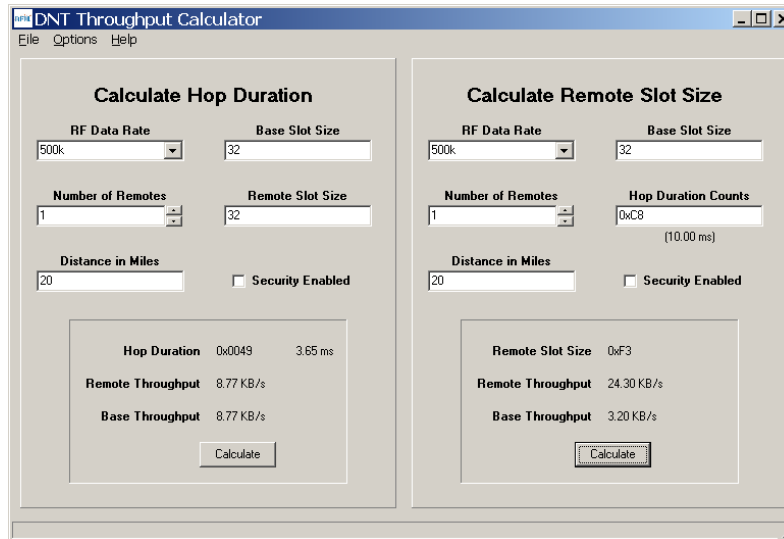 RFM DNT Throughput Calculator
File Options Help
Calculate Hop Duration
RF Data Rate Base Slot Size
500k 32
Number of Remotes Remote Slot Size
1 32
Distance in Miles
20 Security Enabled
Hop Duration 0x0049 3.65 ms
Remote Throughput 8.77 KB/s
Base Throughput 8.77 KB/s
Calculate
Calculate Remote Slot Size
RF Data Rate Base Slot Size
500k 32
Number of Remotes Hop Duration Counts
1 0xC8
(10.00 ms)
Distance in Miles
20 Security Enabled
Remote Slot Size 0xF3
Remote Throughput 24.30 KB/s
Base Throughput 3.20 KB/s
Calculate